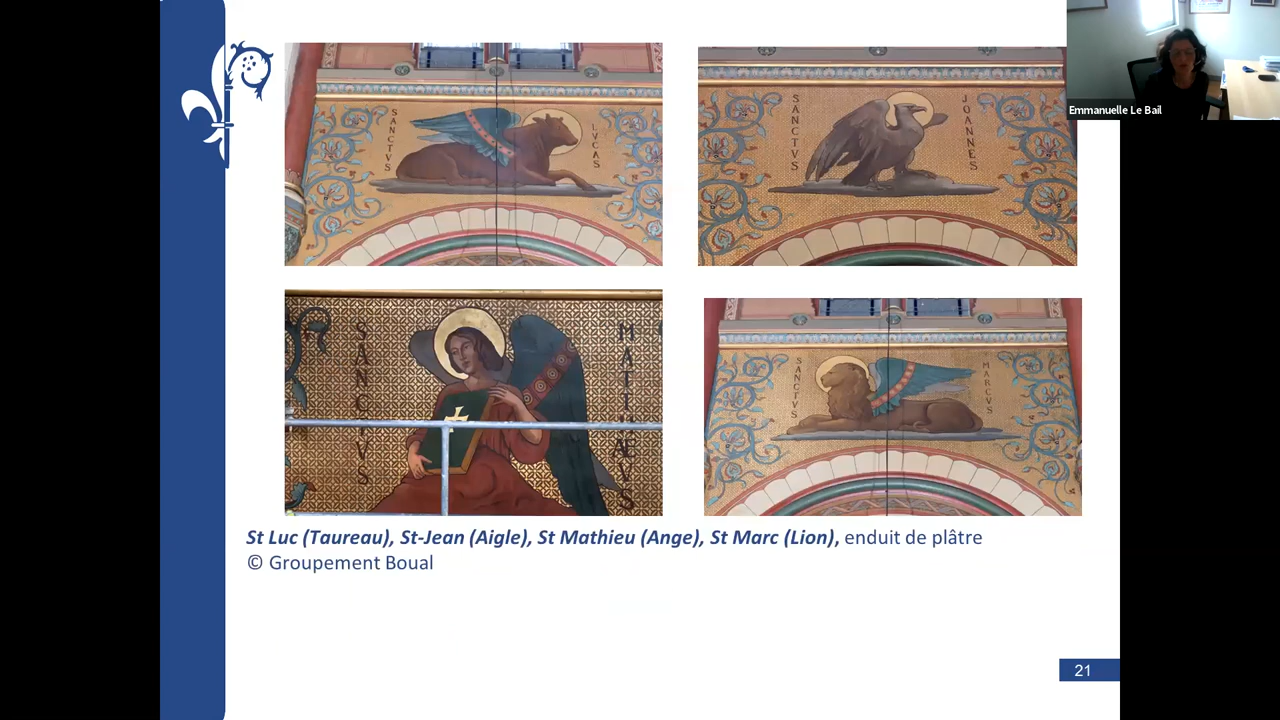 SANCTVS
LVCAS
SANCTVS
JOANNES
Emmanuelle Le Bail
SANCTVS
MATHÆVS
SANCTVS
MARCVS
St Luc (Taureau), St-Jean (Aigle), St Mathieu (Ange), St Marc (Lion), enduit de plâtre
© Groupement Boual
21